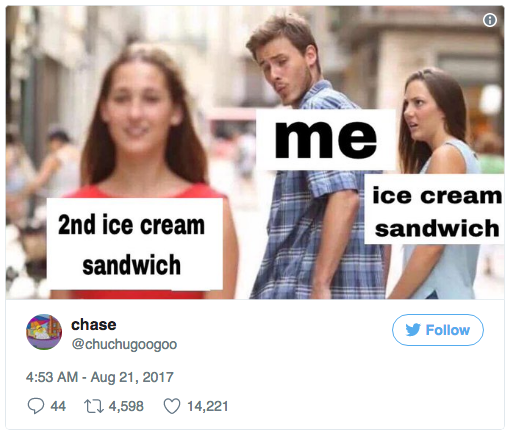 me
ice cream
sandwich
2nd ice cream
sandwich
chase
@chuchugoogoo
Follow
4:53 AM - Aug 21, 2017
44 4,598 14,221